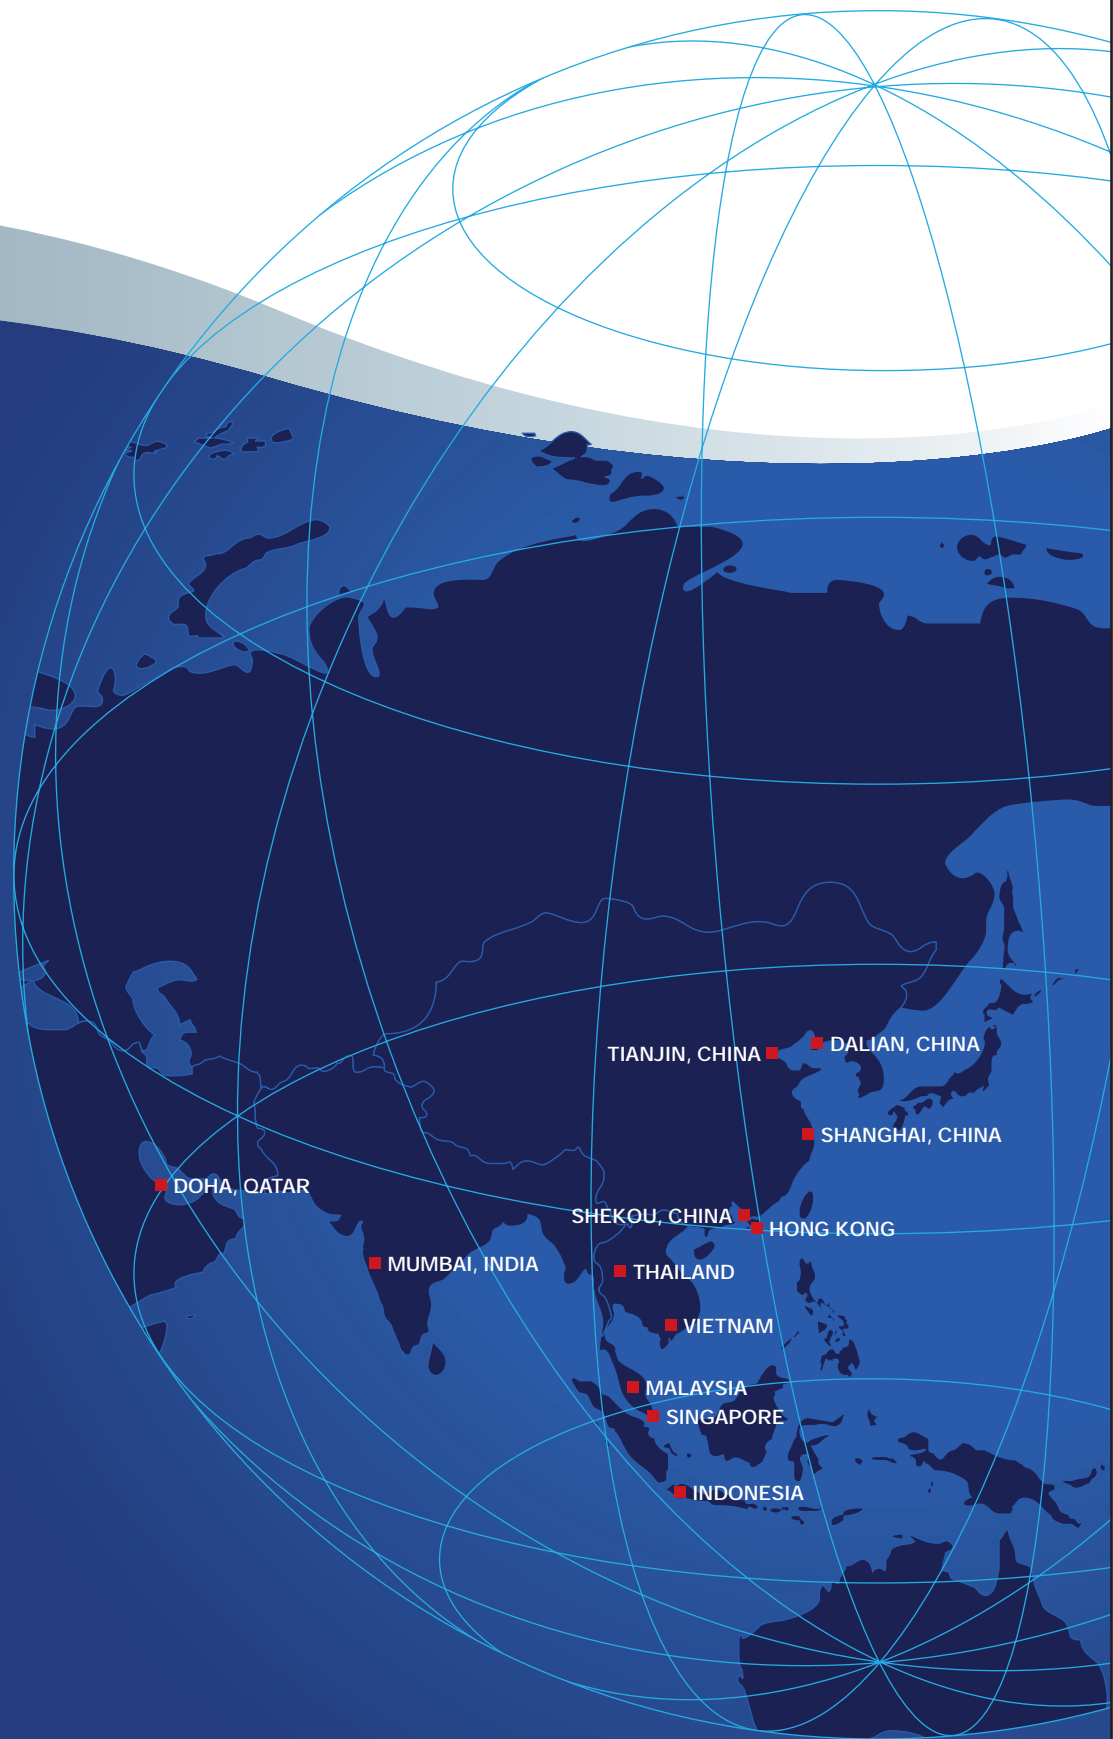 DALIAN, CHINA
TIANJIN, CHINA
SHANGHAI, CHINA
DOHA, QATAR
SHEKOU, CHINA
HONG KONG
MUMBAI, INDIA
THAILAND
VIETNAM
MALAYSIA
SINGAPORE
INDONESIA